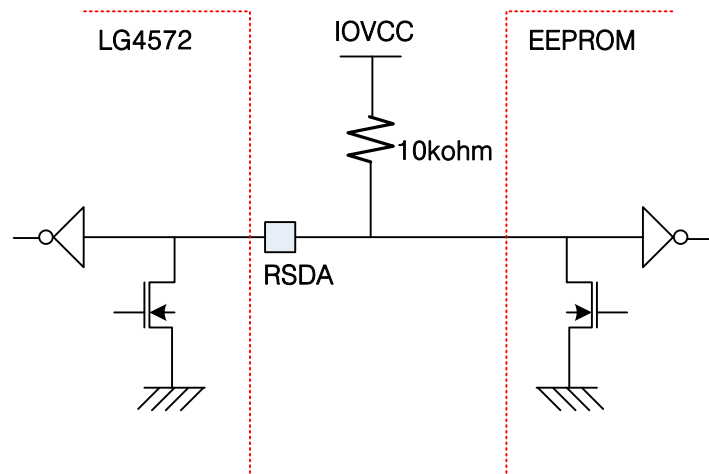 LG4572
IOVCC
EEPROM
10kohm
RSDA